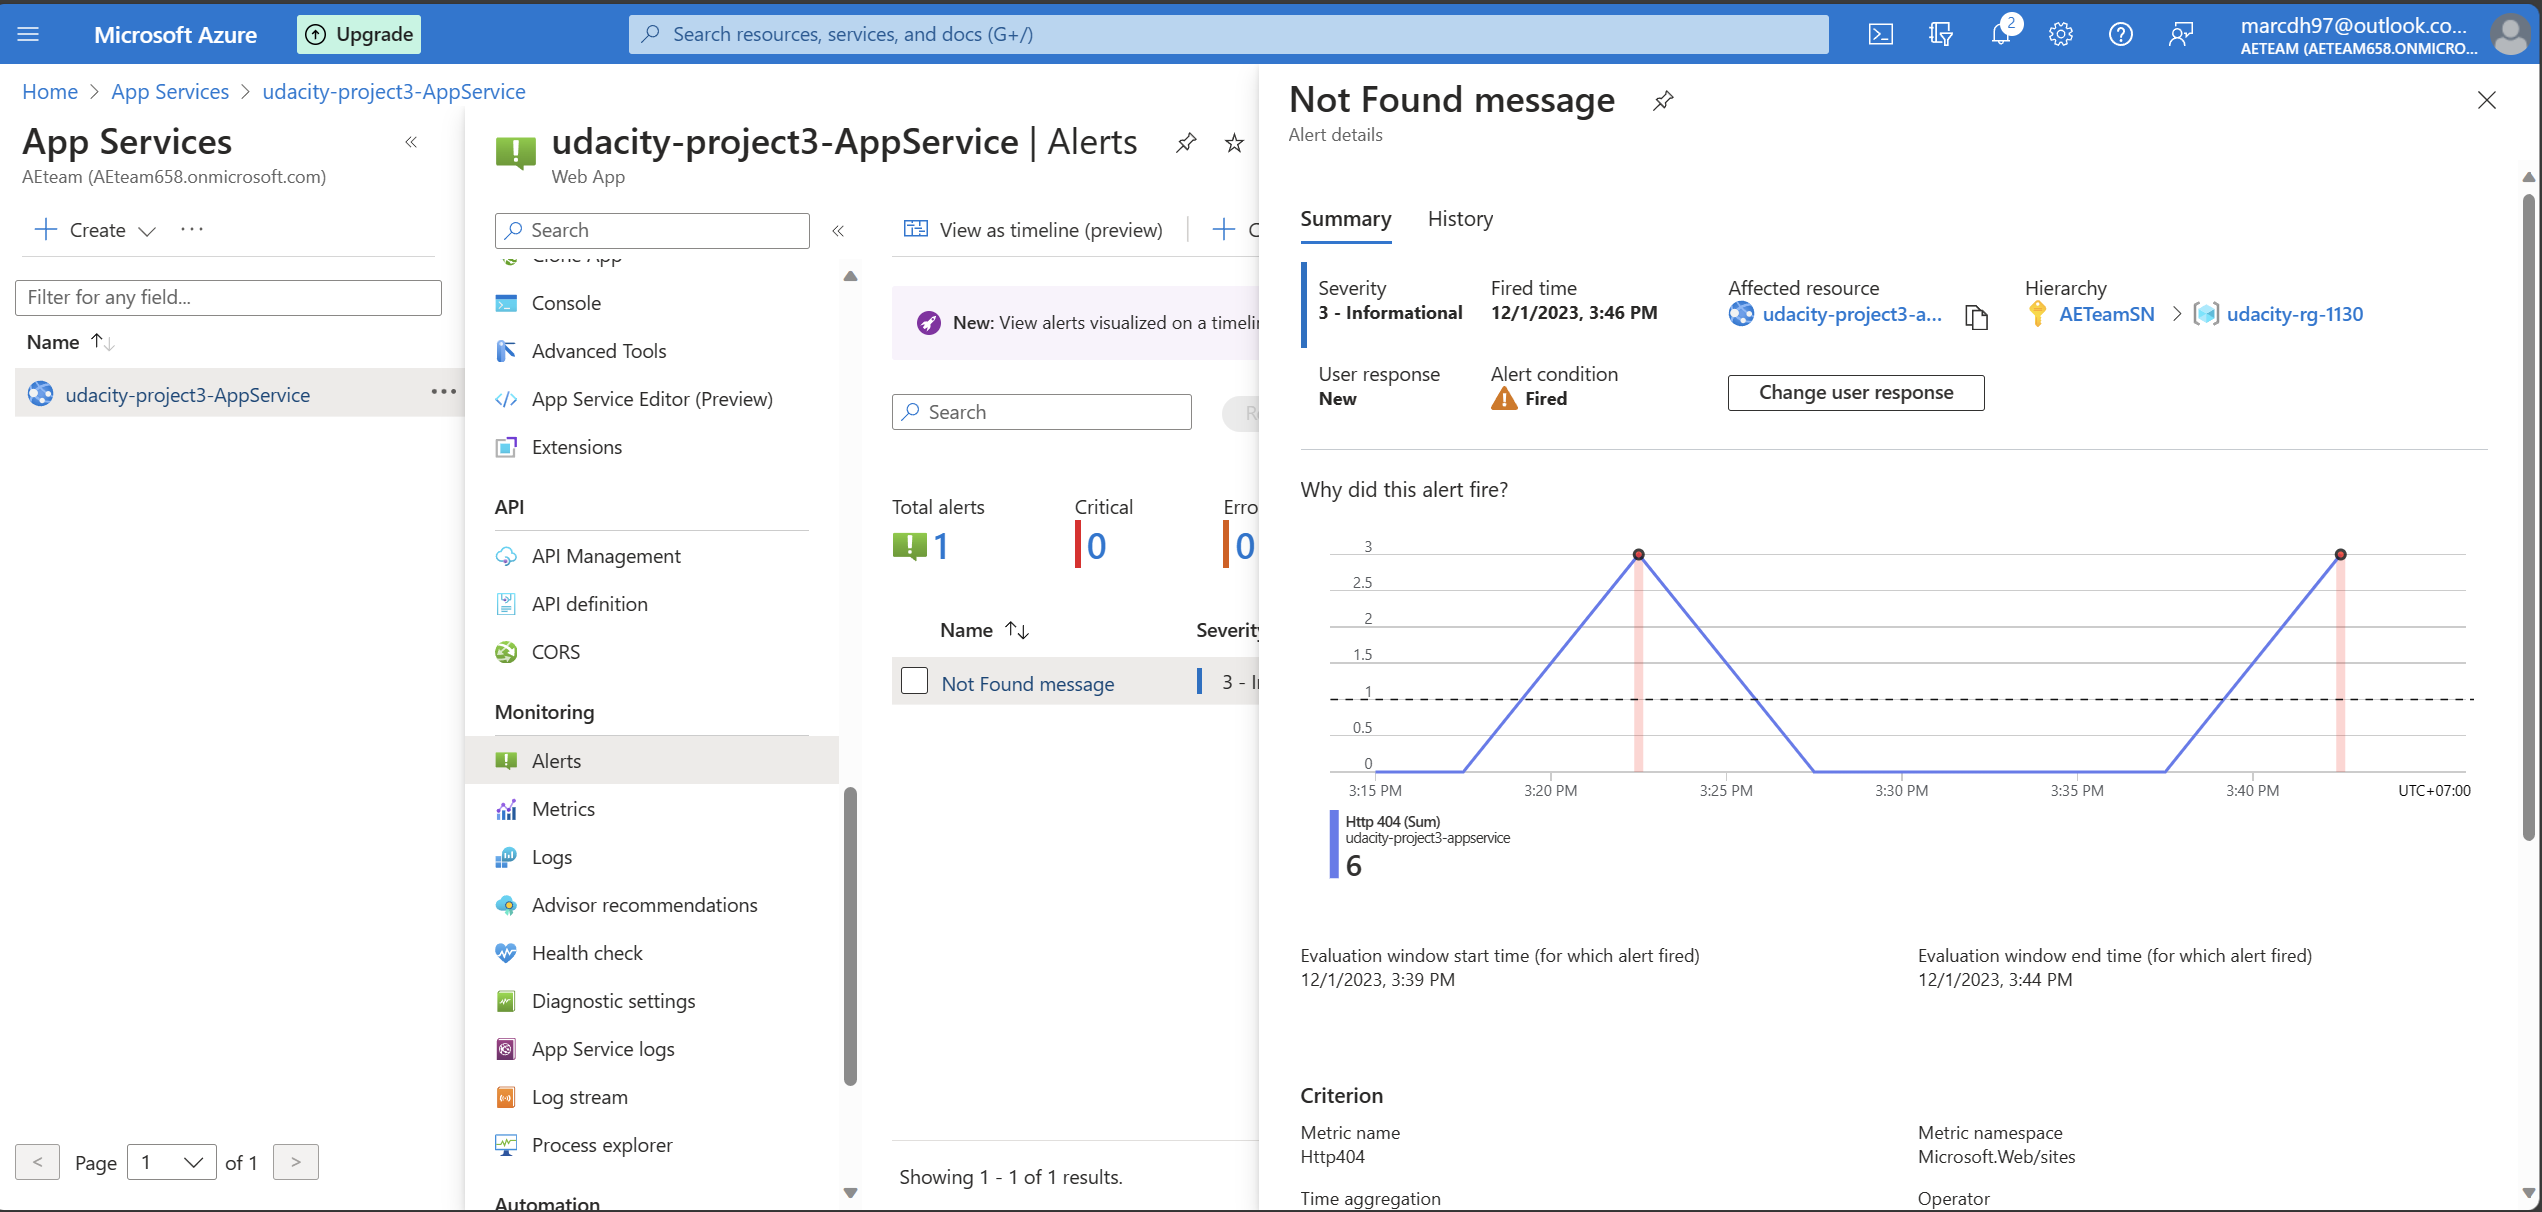 Microsoft Azure
Upgrade
Search resources, services, and docs (G+/)
2
marcdh97@outlook.co...
AETEAM (AETEAM658.ONMICRO...
Home > App Services > udacity-project3-AppService
App Services
AEteam (AEteam658.onmicrosoft.com)
Create
Filter for any field...
Name
udacity-project3-AppService
< Page 1 of 1 >
udacity-project3-AppService | Alerts
Web App
Search
Clone App
Console
Advanced Tools
App Service Editor (Preview)
Extensions
API
API Management
API definition
CORS
Monitoring
Alerts
Metrics
Logs
Advisor recommendations
Health check
Diagnostic settings
App Service logs
Log stream
Process explorer
Automation
View as timeline (preview)
New: View alerts visualized on a timeli
Search
Total alerts
1
Critical
0
Erro
0
Name
Severity
Not Found message
3 - I
Showing 1 - 1 of 1 results.
Not Found message
Alert details
Summary
History
Severity
3 - Informational
Fired time
12/1/2023, 3:46 PM
Affected resource
udacity-project3-a...
Hierarchy
AETeamSN > udacity-rg-1130
User response
New
Alert condition
Fired
Change user response
Why did this alert fire?
3
2.5
2
1.5
1
0.5
0
3:15 PM
3:20 PM
3:25 PM
3:30 PM
3:35 PM
3:40 PM
UTC+07:00
Http 404 (Sum)
udacity-project3-appservice
6
Evaluation window start time (for which alert fired)
12/1/2023, 3:39 PM
Evaluation window end time (for which alert fired)
12/1/2023, 3:44 PM
Criterion
Metric name
Http404
Metric namespace
Microsoft.Web/sites
Time aggregation
Operator